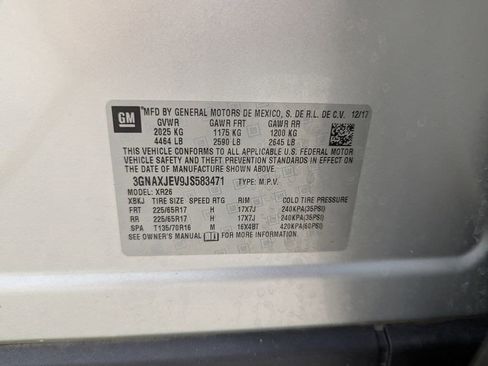 GM
MFD BY GENERAL MOTORS DE MEXICO, S. DE R.L. DE C.V. 12/17
GVWR GAWR FRT GAWR RR
2025 KG 1175 KG 1200 KG
4464 LB 2590 LB 2645 LB
THIS VEHICLE CONFORMS TO ALL APPLICABLE U.S.
FEDERAL MOTOR VEHICLE SAFETY, BUMPER, AND
THEFT PREVENTION STANDARDS IN EFFECT ON
THE DATE OF MANUFACTURE SHOWN ABOVE.
3GNAXJEV9JS583471 TYPE: M.P.V.
MODEL: XR26
XBKJ TIRE SIZE SPEED RTG RIM COLD TIRE PRESSURE
FRT 225/65R17 H 17X7J 240KPA(35PSI)
RR 225/65R17 H 17X7J 240KPA(35PSI)
SPA T135/70R16 M 16X4BT 420KPA(60PSI)
SEE OWNER'S MANUAL FOR MORE INFORMATION.